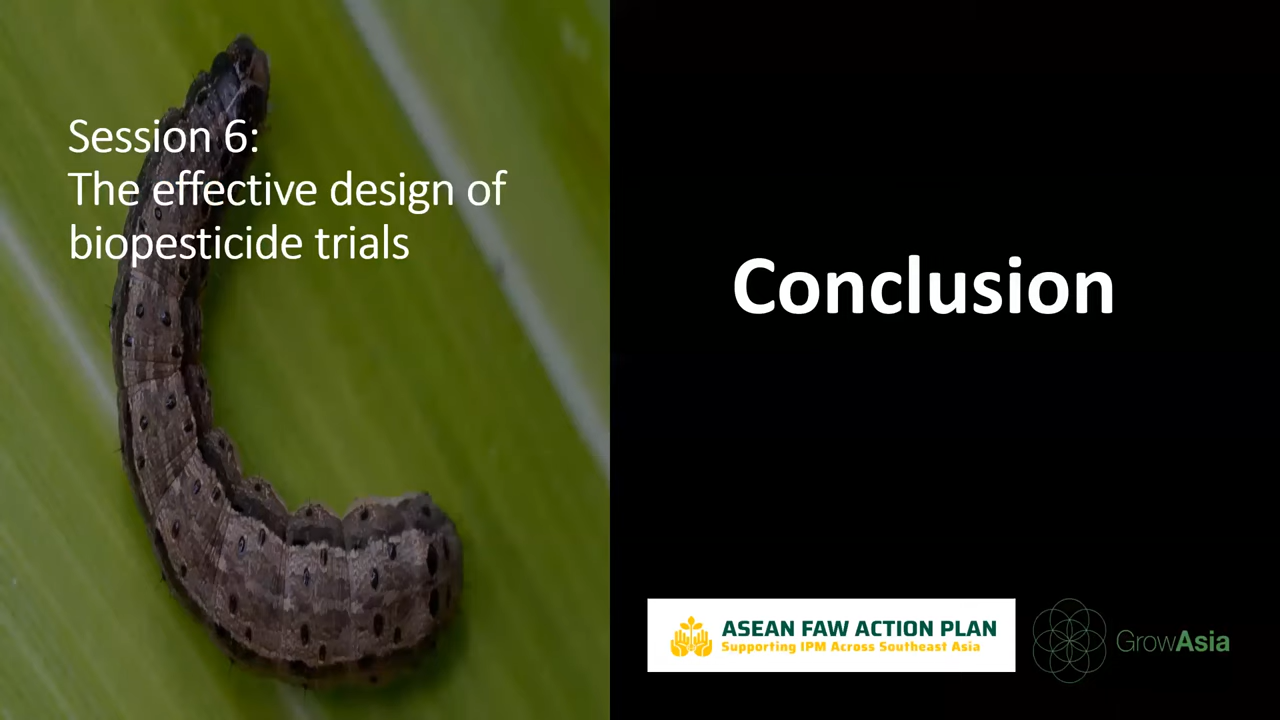 Session 6:
The effective design of
biopesticide trials
Conclusion
ASEAN FAW ACTION PLAN
Supporting IPM Across Southeast Asia
GrowAsia